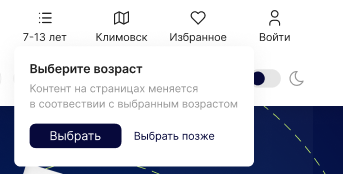 7-13 лет Климовск Избранное Войти
Выберите возраст
Контент на страницах меняется
в соотвествии с выбранным возрастом
Выбрать Выбрать позже